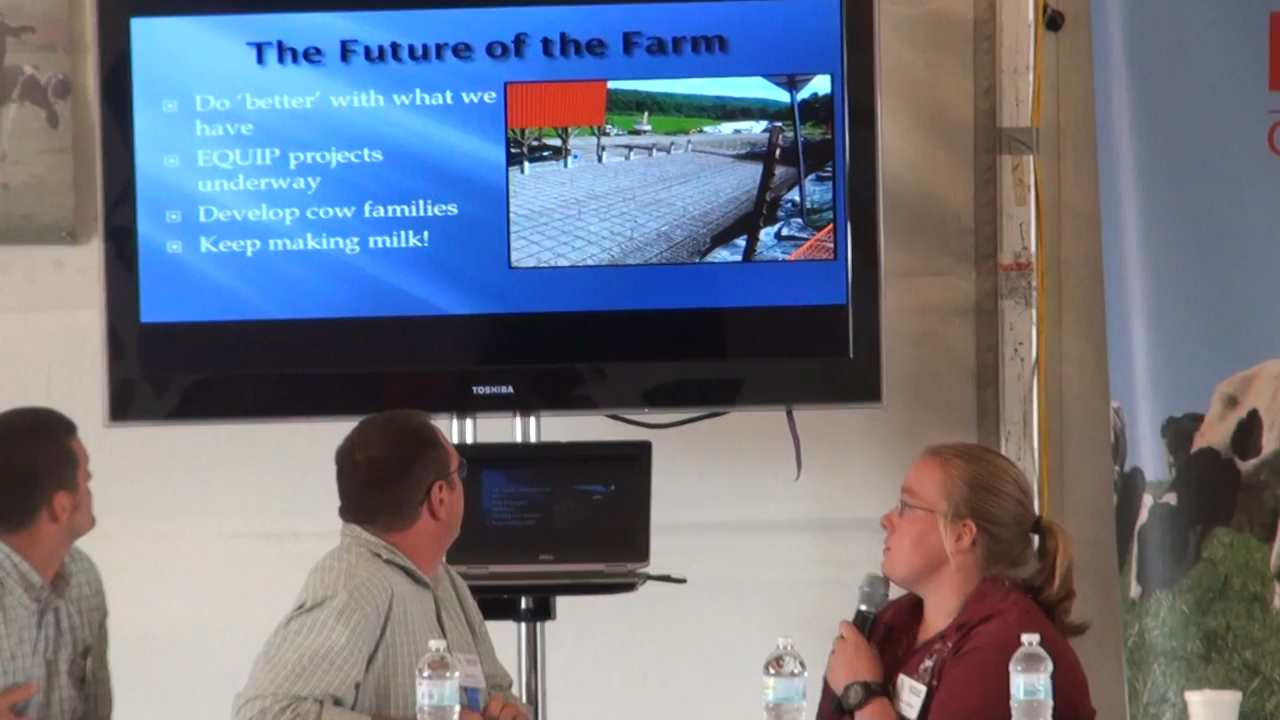 The Future of the Farm
Do 'better' with what we
have
EQUIP projects
underway
Develop cow families
Keep making milk!
TOSHIBA
DELL